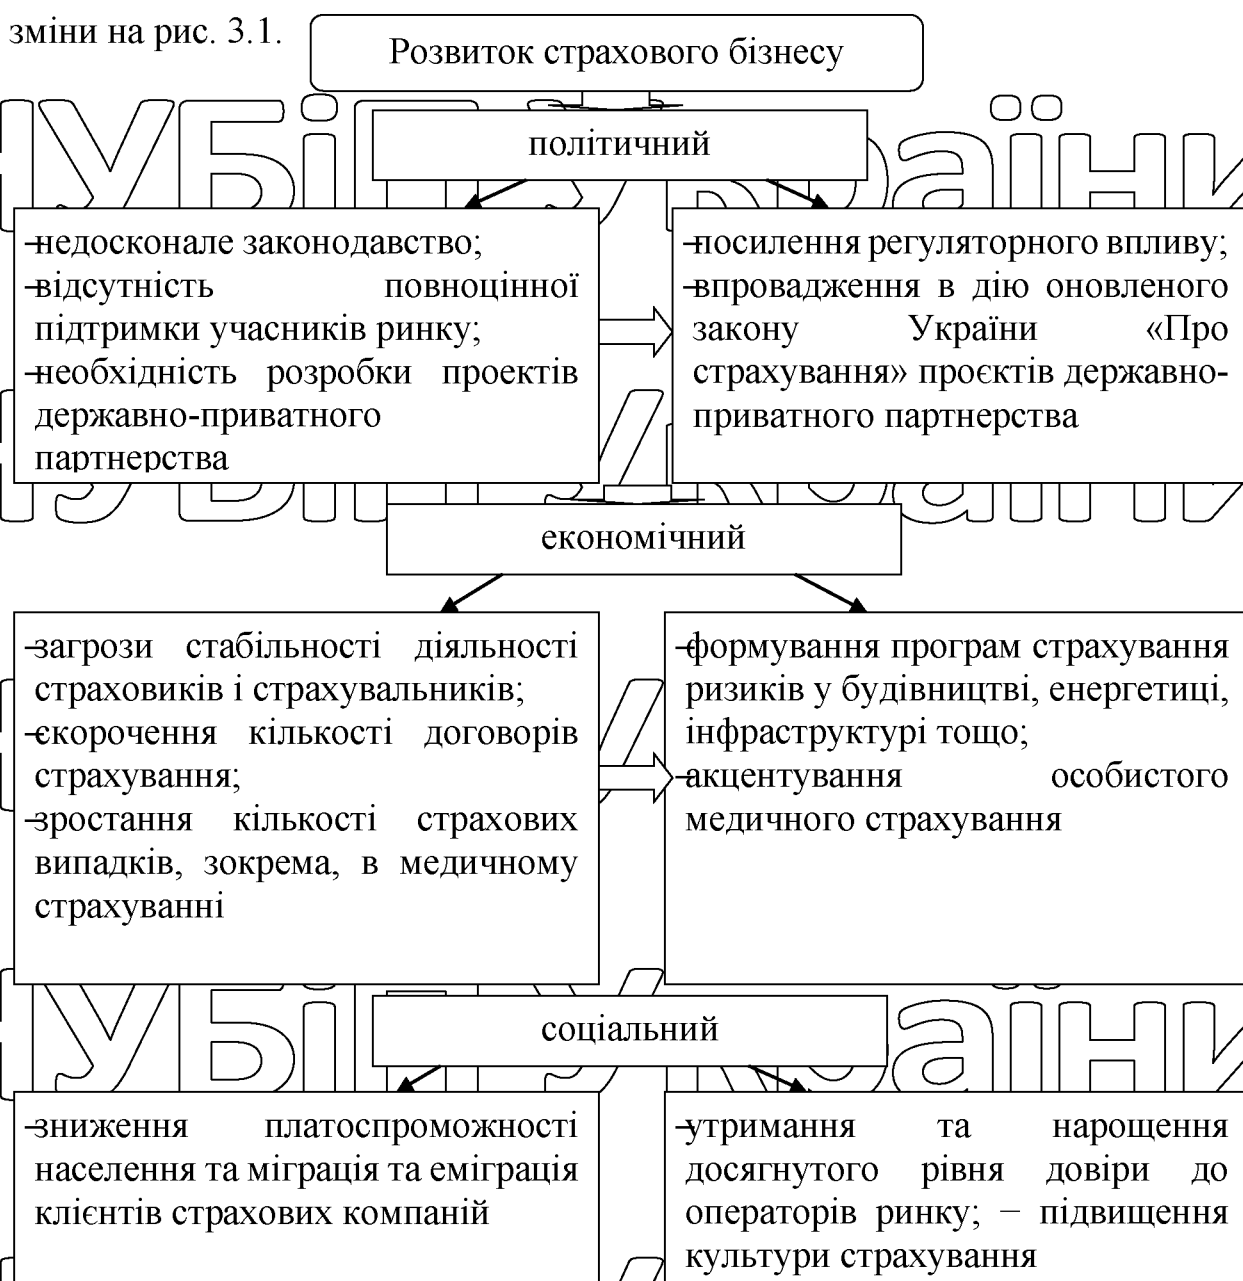 зміни на рис. 3.1.
Розвиток страхового бізнесу
політичний
–недосконале законодавство;
–відсутність повноцінної
підтримки учасників ринку;
–необхідність розробки проектів
державно-приватного
партнерства
–посилення регуляторного впливу;
–впровадження в дію оновленого
закону України «Про
страхування» проєктів державно-
приватного партнерства
економічний
–загрози стабільності діяльності
страховиків і страхувальників;
–скорочення кількості договорів
страхування;
–зростання кількості страхових
випадків, зокрема, в медичному
страхуванні
–формування програм страхування
ризиків у будівництві, енергетиці,
інфраструктурі тощо;
–акцентування особистого
медичного страхування
соціальний
–зниження платоспроможності
населення та міграція та еміграція
клієнтів страхових компаній
–утримання та нарощення
досягнутого рівня довіри до
операторів ринку; − підвищення
культури страхування